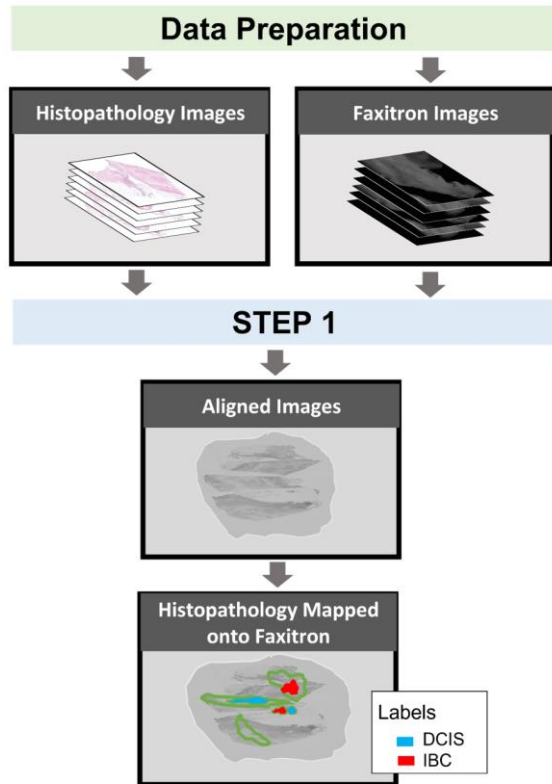 Data Preparation
Histopathology Images
Faxitron Images
STEP 1
Aligned Images
Histopathology Mapped
onto Faxitron
Labels
DCIS
IBC